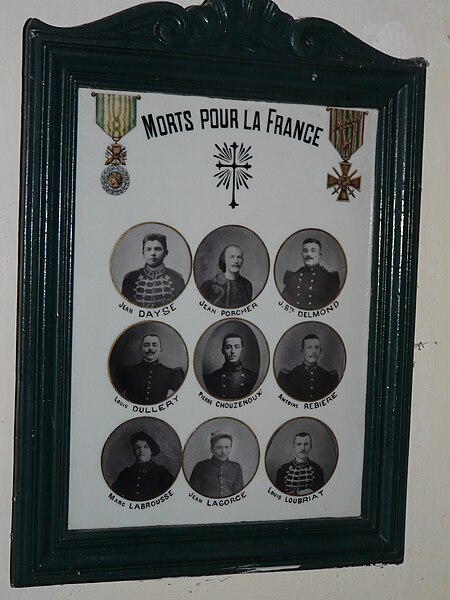 MORTS POUR LA FRANCE
JEAN DAYSE
JEAN PORCHER
J. BTE DELMOND
LOUIS DULLERY
PIERRE CHOUZENOUX
ANTOINE REBIERE
MARC LABROUSSE
JEAN LAGORCE
LOUIS LOUBRIAT